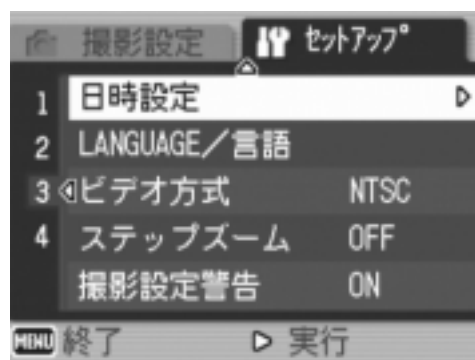 撮影設定 セットアップ
1 日時設定
2 LANGUAGE／言語
3 ビデオ方式 NTSC
4 ステップズーム OFF
撮影設定警告 ON
MENU 終了 実行